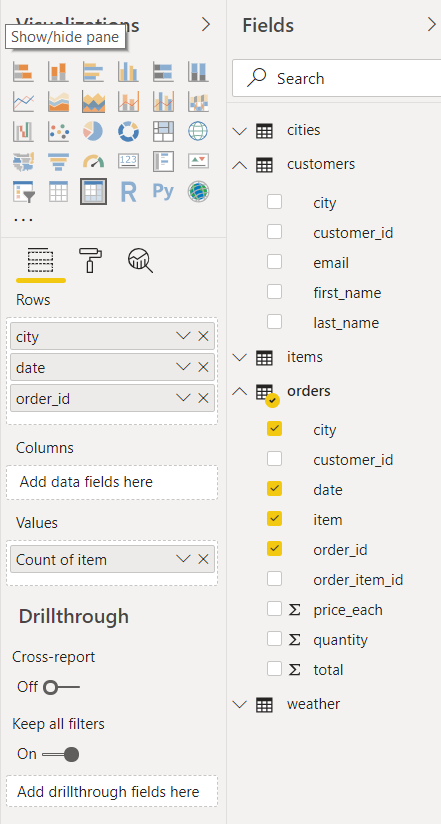 Visualizations
Show/hide pane
123
R
Py
...
Rows
city
date
order_id
Columns
Add data fields here
Values
Count of item
Drillthrough
Cross-report
Off
Keep all filters
On
Add drillthrough fields here
Fields
Search
cities
customers
city
customer_id
email
first_name
last_name
items
orders
city
customer_id
date
item
order_id
order_item_id
Σ price_each
Σ quantity
Σ total
weather